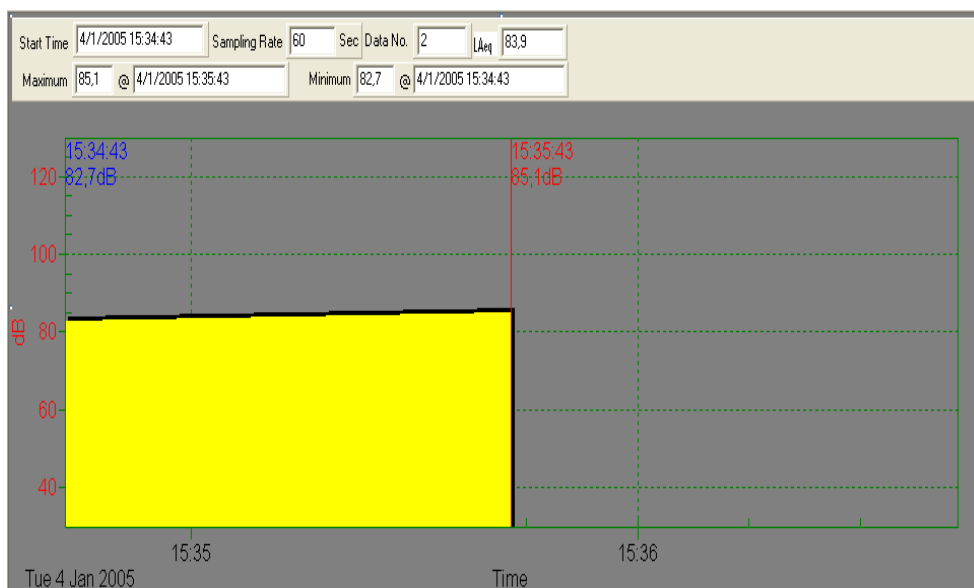 Start Time 4/1/2005 15:34:43 Sampling Rate 60 Sec Data No. 2 LAeq 83,9
Maximum 85,1 @ 4/1/2005 15:35:43 Minimum 82,7 @ 4/1/2005 15:34:43
15:34:43 15:35:43
82,7dB 85,1dB
120
100
80
dB
60
40
15:35 15:36
Tue 4 Jan 2005 Time